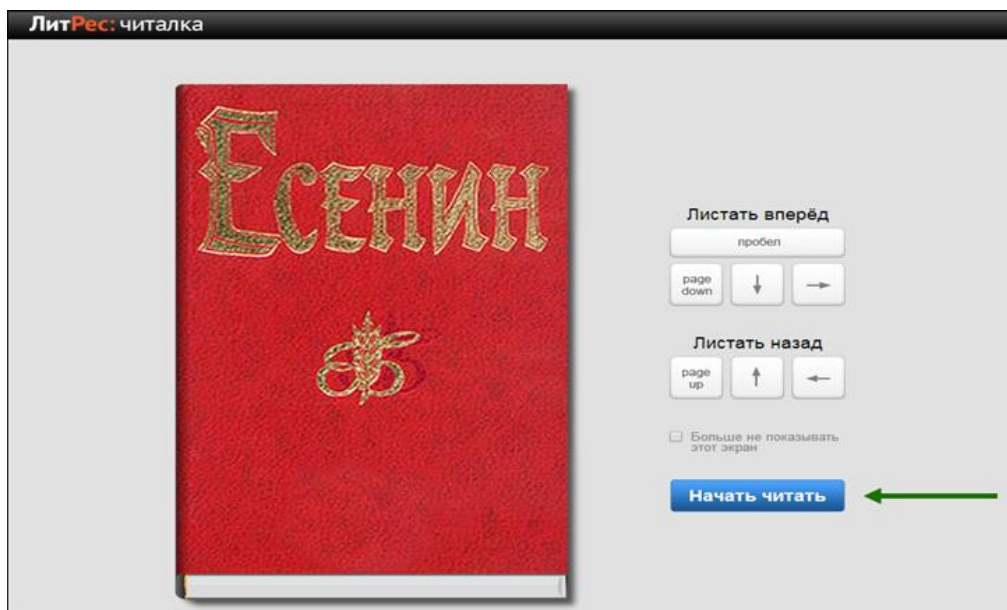 ЛитРес: читалка
Есенин
Листать вперёд
пробел
page
down
Листать назад
page
up
Больше не показывать
этот экран
Начать читать